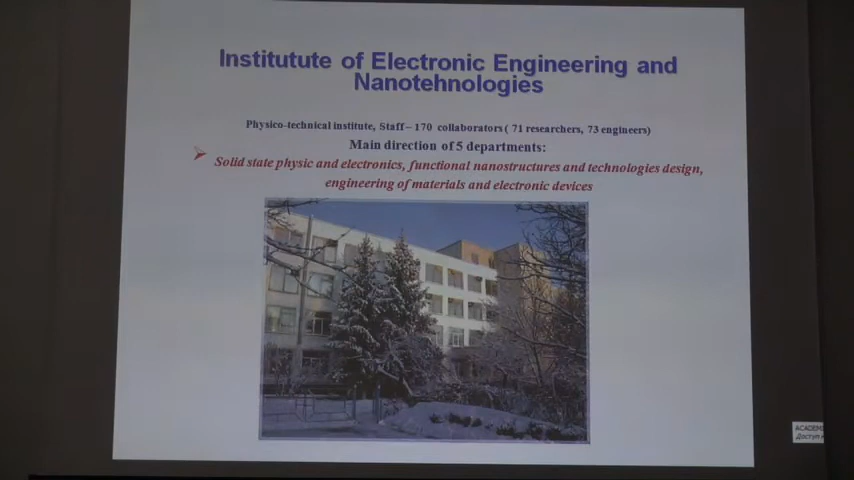 Institutute of Electronic Engineering and
Nanotehnologies
Physico-technical institute, Staff – 170 collaborators ( 71 researchers, 73 engineers)
Main direction of 5 departments:
Solid state physic and electronics, functional nanostructures and technologies design,
engineering of materials and electronic devices